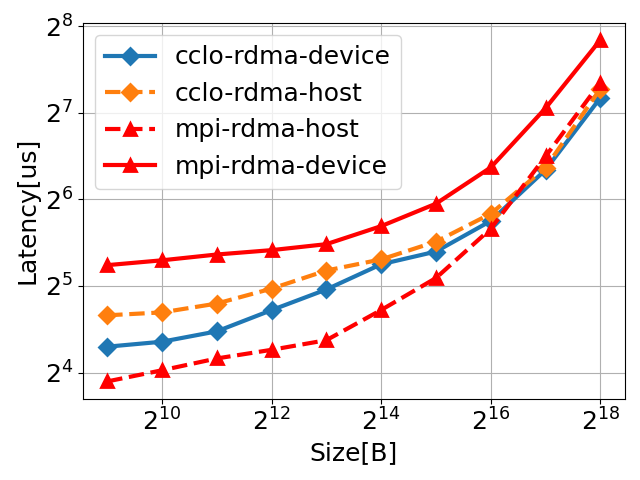 2^8
2^7
2^6
2^5
2^4
Latency[us]
cclo-rdma-device
cclo-rdma-host
mpi-rdma-host
mpi-rdma-device
2^10 2^12 2^14 2^16 2^18
Size[B]